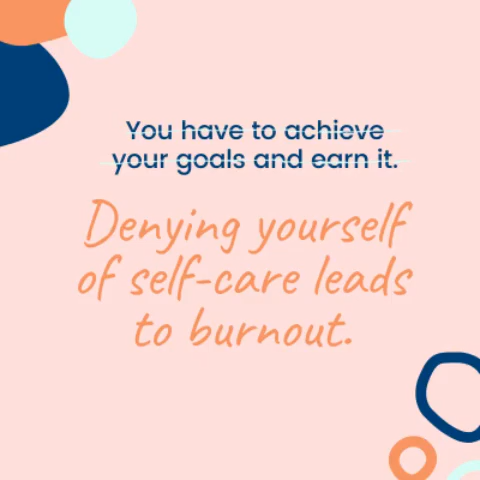 You have to achieve
your goals and earn it.
Denying yourself
of self-care leads
to burnout.